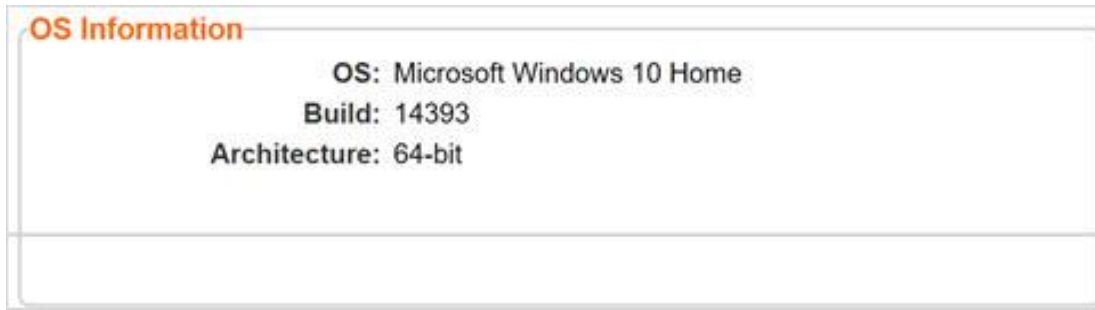 OS Information
OS: Microsoft Windows 10 Home
Build: 14393
Architecture: 64-bit